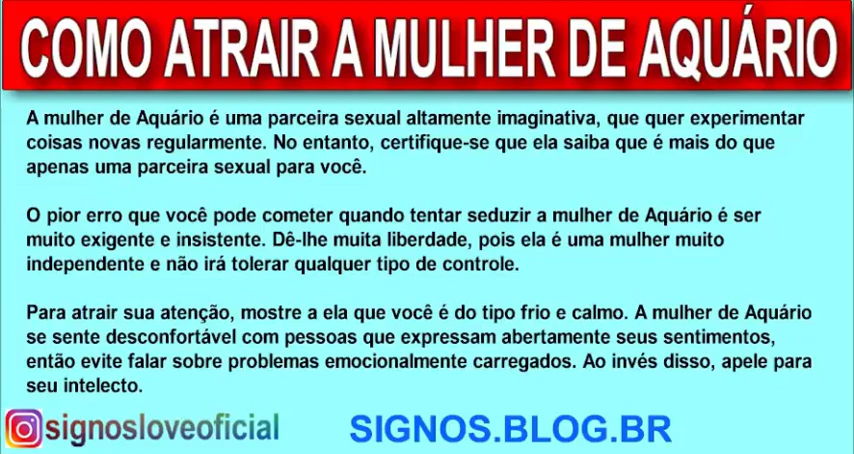 COMO ATRAIR A MULHER DE AQUÁRIO
A mulher de Aquário é uma parceira sexual altamente imaginativa, que quer experimentar
coisas novas regularmente. No entanto, certifique-se que ela saiba que é mais do que
apenas uma parceira sexual para você.
O pior erro que você pode cometer quando tentar seduzir a mulher de Aquário é ser
muito exigente e insistente. Dê-lhe muita liberdade, pois ela é uma mulher muito
independente e não irá tolerar qualquer tipo de controle.
Para atrair sua atenção, mostre a ela que você é do tipo frio e calmo. A mulher de Aquário
se sente desconfortável com pessoas que expressam abertamente seus sentimentos,
então evite falar sobre problemas emocionalmente carregados. Ao invés disso, apele para
seu intelecto.
@signosloveoficial SIGNOS.BLOG.BR